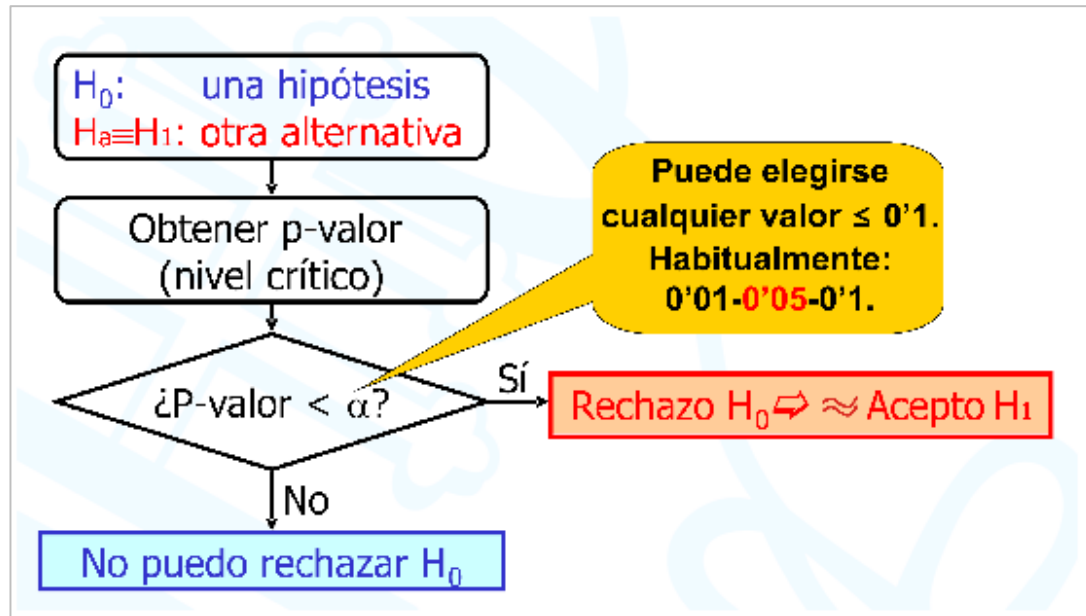 H₀: una hipótesis
Hₐ≡H₁: otra alternativa
Puede elegirse
cualquier valor ≤ 0'1.
Habitualmente:
0'01-0'05-0'1.
Obtener p-valor
(nivel crítico)
¿P-valor < α?
Sí
Rechazo H₀ ⇨ ≈ Acepto H₁
No
No puedo rechazar H₀